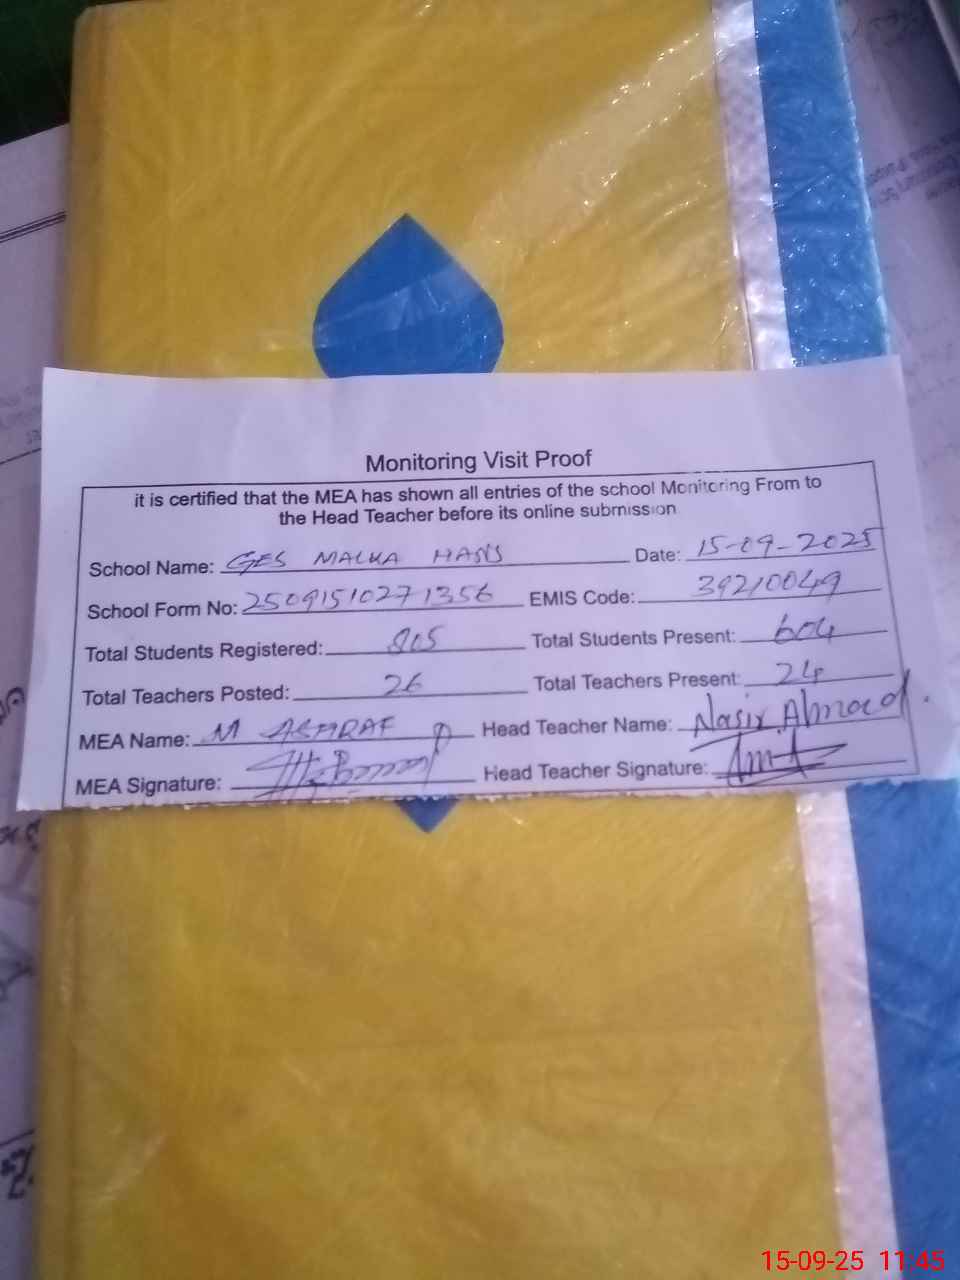 Monitoring Visit Proof
it is certified that the MEA has shown all entries of the school Monitoring From to
the Head Teacher before its online submission
School Name: GES MALKA HANS Date: 15-09-2025
School Form No: 25091510271356 EMIS Code: 39210049
Total Students Registered: 805 Total Students Present: 604
Total Teachers Posted: 26 Total Teachers Present: 24
MEA Name: M ASHRAF Head Teacher Name: Nasir Ahmad.
MEA Signature: Head Teacher Signature:
15-09-25 11:45